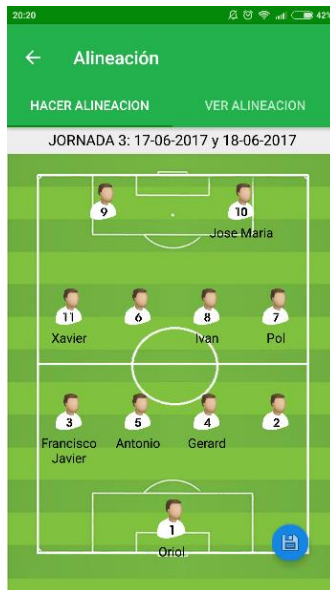 20:20
42%
Alineación
HACER ALINEACION
VER ALINEACION
JORNADA 3: 17-06-2017 y 18-06-2017
9
10
Jose Maria
11
6
8
7
Xavier
Ivan
Pol
3
5
4
2
Francisco
Javier
Antonio
Gerard
1
Oriol